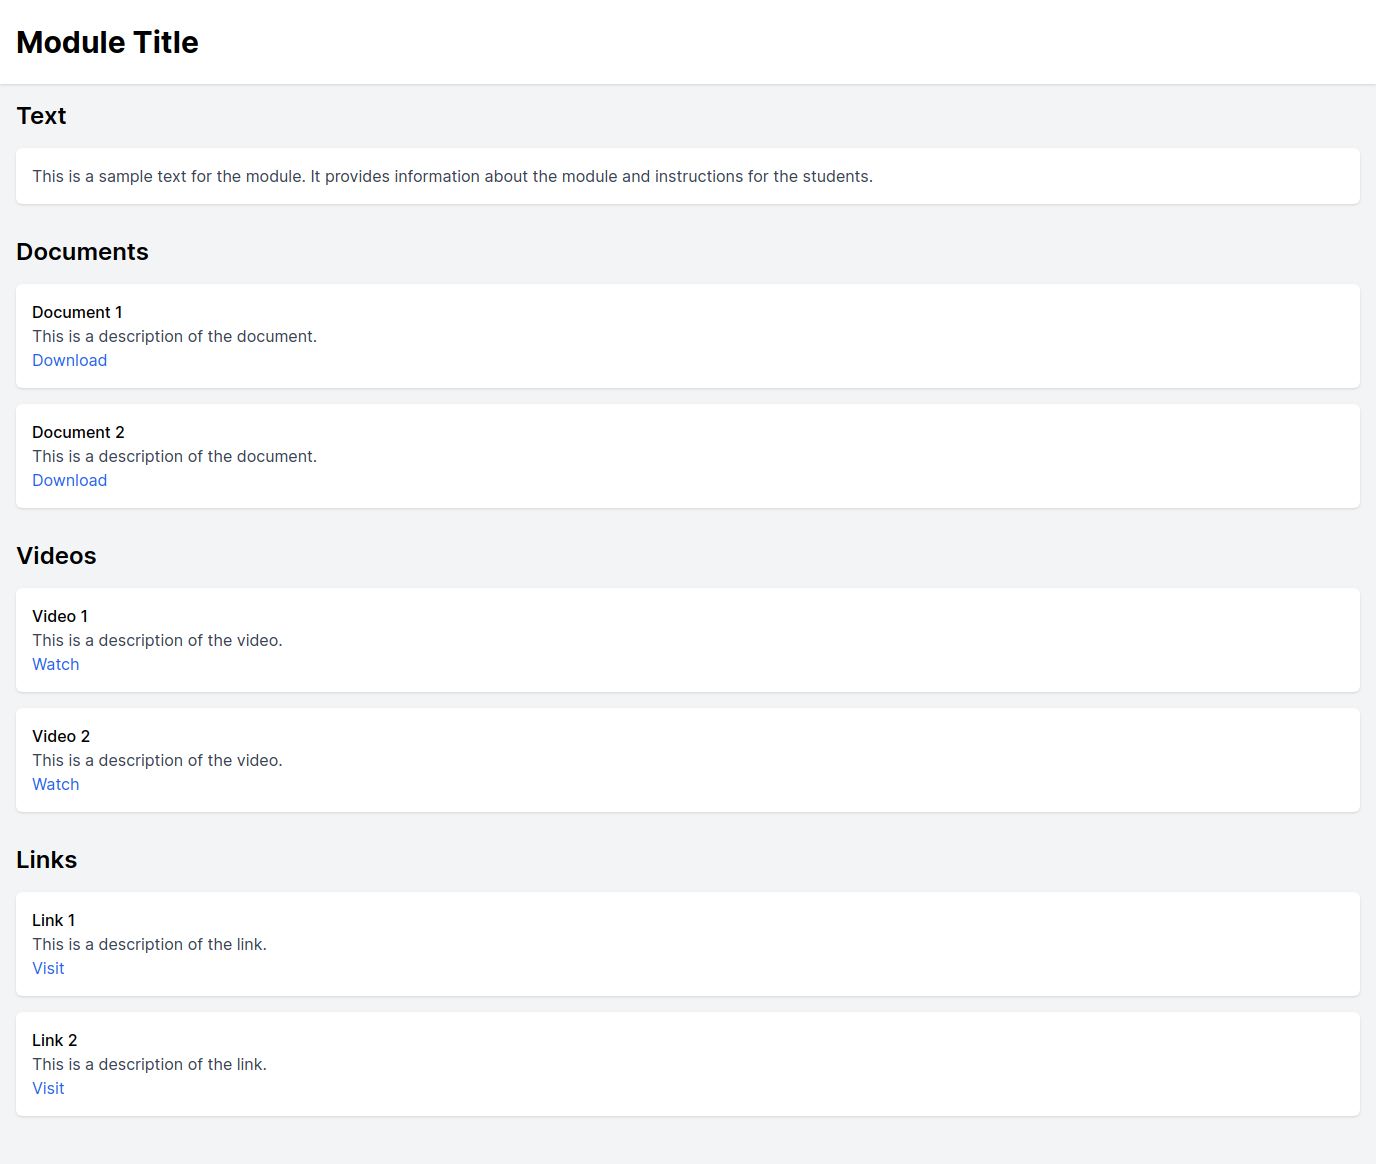 Module Title
Text
This is a sample text for the module. It provides information about the module and instructions for the students.
Documents
Document 1
This is a description of the document.
Download
Document 2
This is a description of the document.
Download
Videos
Video 1
This is a description of the video.
Watch
Video 2
This is a description of the video.
Watch
Links
Link 1
This is a description of the link.
Visit
Link 2
This is a description of the link.
Visit